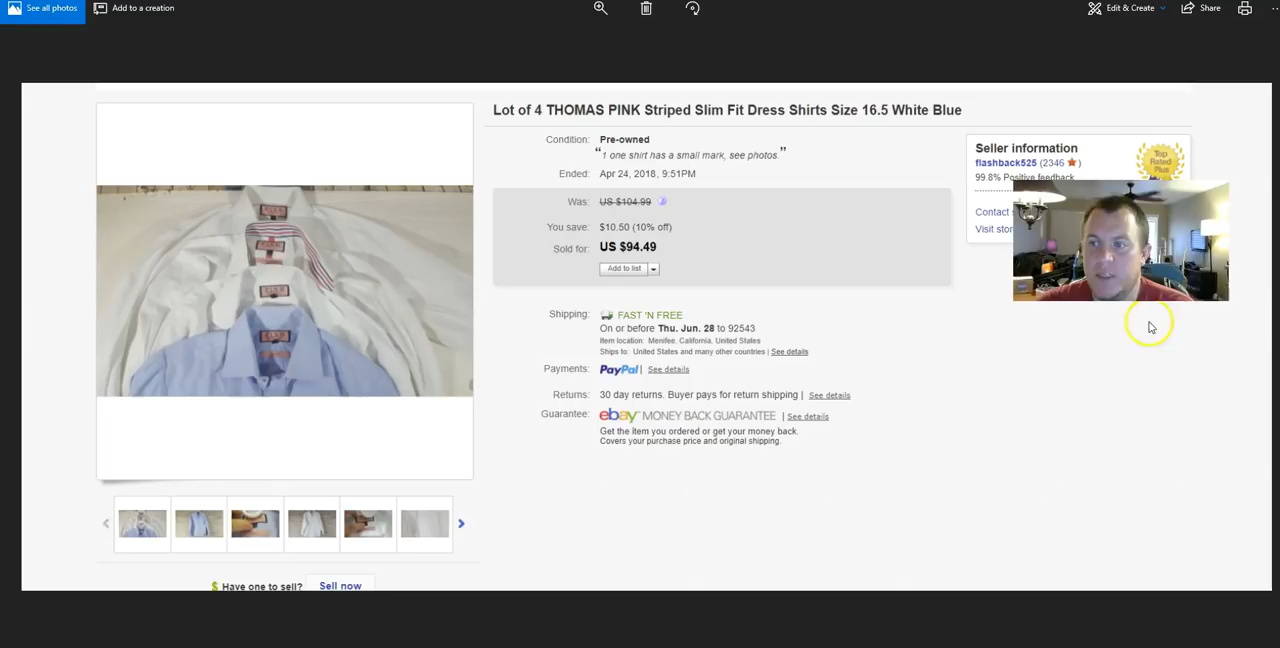 See all photos
Add to a creation
Edit & Create
Share
Lot of 4 THOMAS PINK Striped Slim Fit Dress Shirts Size 16.5 White Blue
Condition: Pre-owned
“1 one shirt has a small mark, see photos.”
Ended: Apr 24, 2018 , 9:51PM
Was: US $104.99
You save: $10.50 (10% off)
Sold for: US $94.49
Add to list
Shipping: FAST 'N FREE
On or before Thu. Jun. 28 to 92543
Item location: Menifee, California, United States
Ships to: United States and many other countries | See details
Payments: PayPal | See details
Returns: 30 day returns. Buyer pays for return shipping | See details
Guarantee: ebay MONEY BACK GUARANTEE | See details
Get the item you ordered or get your money back.
Covers your purchase price and original shipping.
Seller information
flashback525 (2346 )
99.8% Positive feedback
Top
Rated
Plus
Contact
Visit
Have one to sell? Sell now